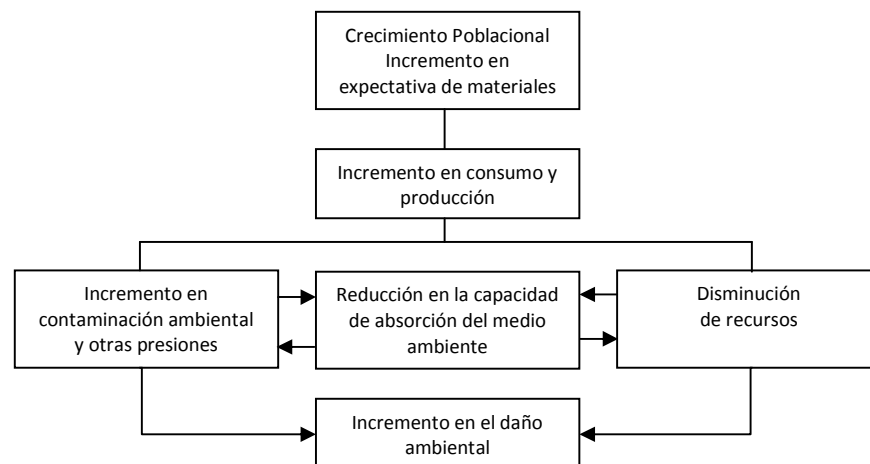 Crecimiento Poblacional
Incremento en
expectativa de materiales
Incremento en consumo y
producción
Incremento en
contaminación ambiental
y otras presiones
Reducción en la capacidad
de absorción del medio
ambiente
Disminución
de recursos
Incremento en el daño
ambiental